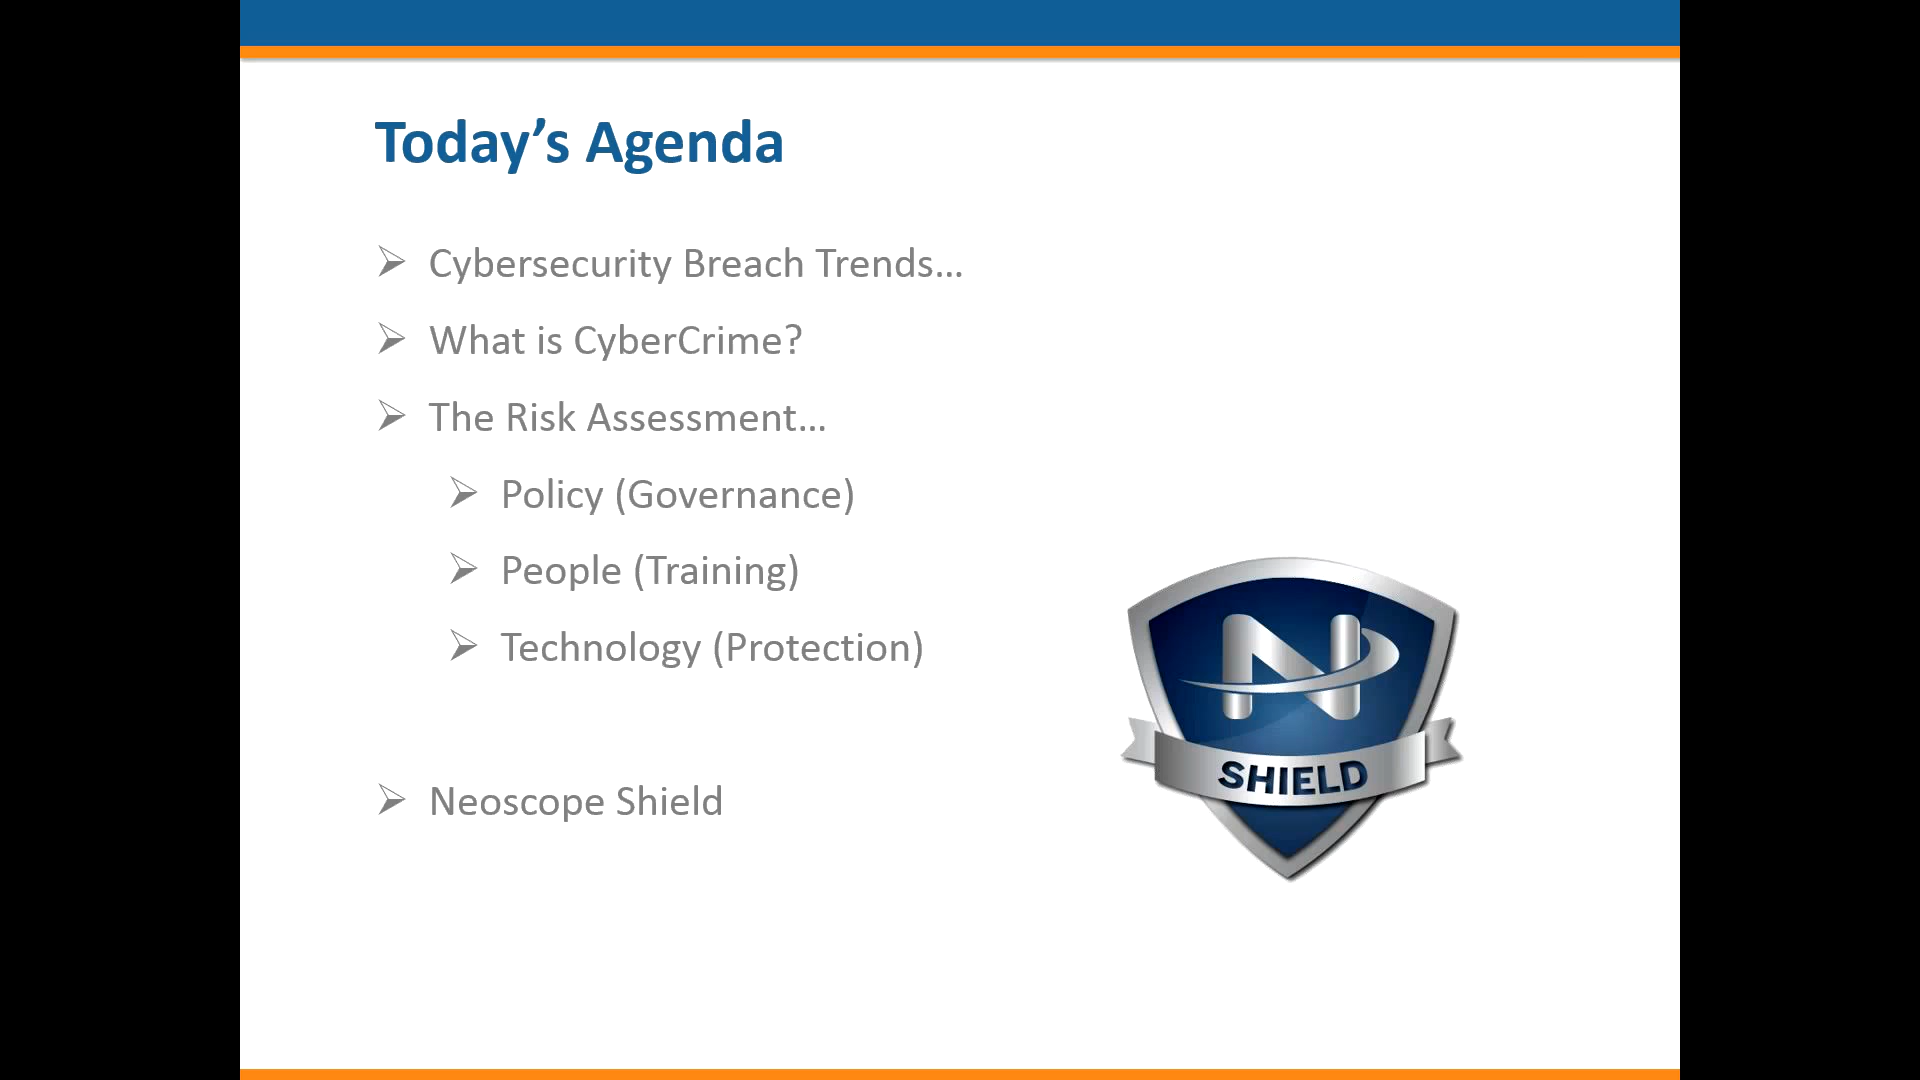 Today’s Agenda
Cybersecurity Breach Trends…
What is CyberCrime?
The Risk Assessment…
Policy (Governance)
People (Training)
Technology (Protection)
Neoscope Shield
N
SHIELD